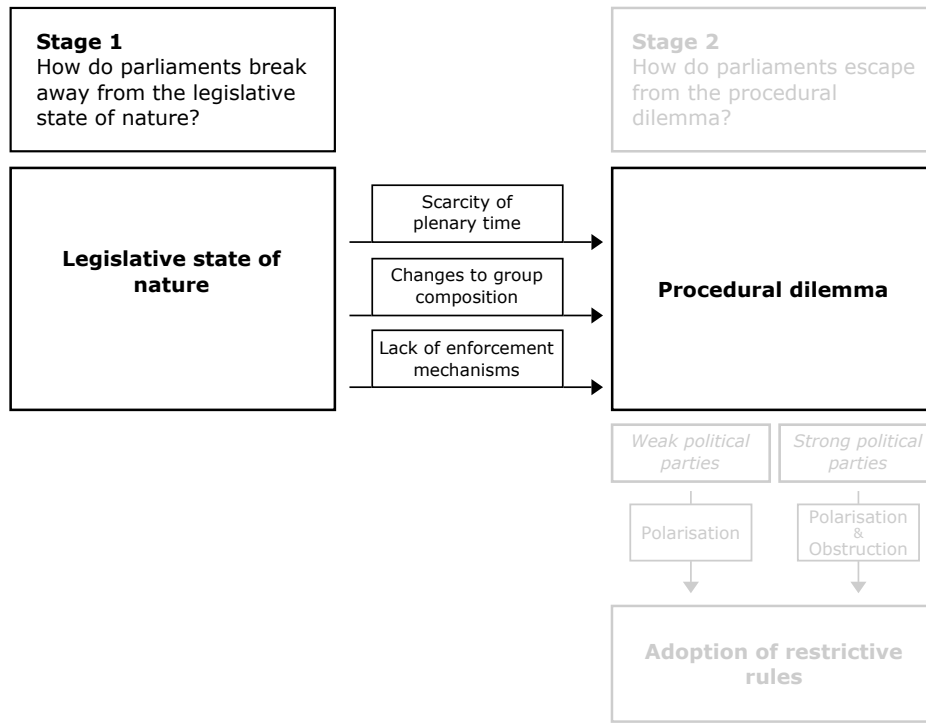 Stage 1
How do parliaments break
away from the legislative
state of nature?
Stage 2
How do parliaments escape
from the procedural
dilemma?
Legislative state of
nature
Scarcity of
plenary time
Changes to group
composition
Lack of enforcement
mechanisms
Procedural dilemma
Weak political
parties
Strong political
parties
Polarisation
Polarisation
&
Obstruction
Adoption of restrictive
rules